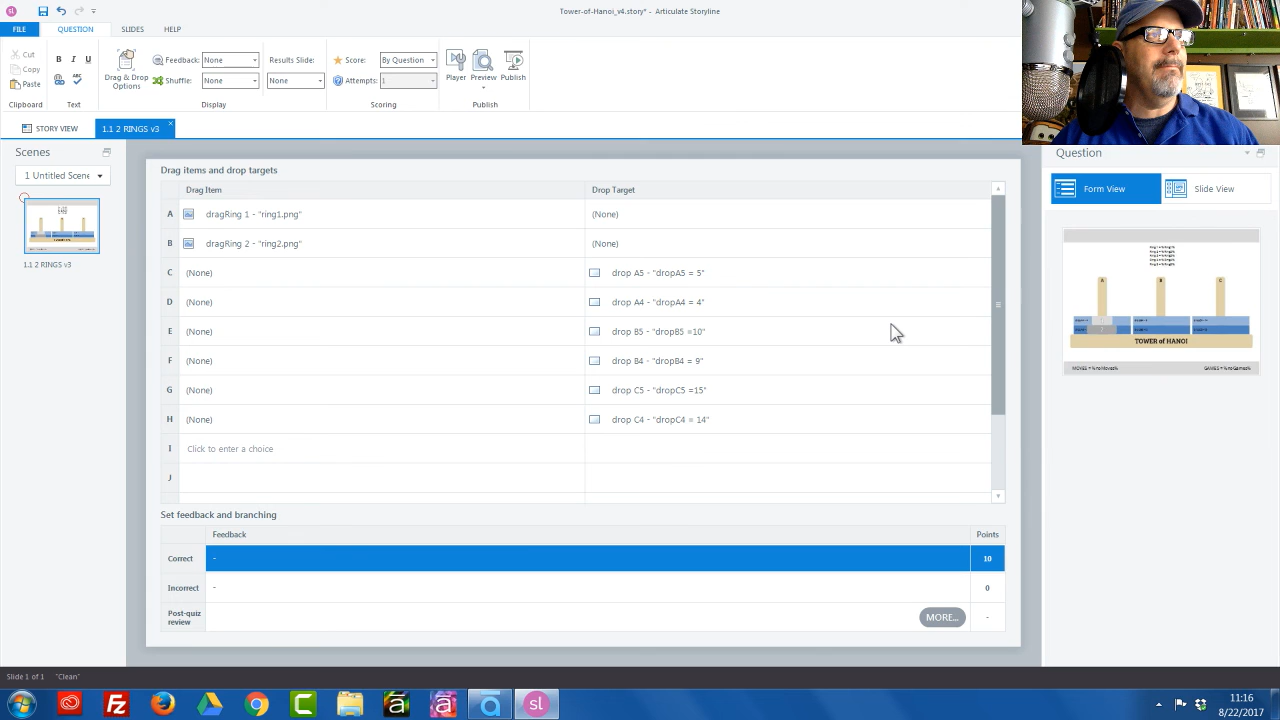 sl
Tower-of-Hanoi_v4.story* - Articulate Storyline
FILE QUESTION SLIDES HELP
Cut
Copy
Paste
Clipboard
B I U
ABC
Text
Drag & Drop Options
Feedback: None
Shuffle: None
Results Slide:
None
Display
Score: By Question
Attempts: 1
Scoring
Player
Preview
Publish
Publish
STORY VIEW
1.1 2 RINGS v3
Scenes
1 Untitled Scene
1.1 2 RINGS v3
Drag items and drop targets
Drag Item Drop Target
A dragRing 1 - "ring1.png" (None)
B dragRing 2 - "ring2.png" (None)
C (None) drop A5 - "dropA5 = 5"
D (None) drop A4 - "dropA4 = 4"
E (None) drop B5 - "dropB5 =10"
F (None) drop B4 - "dropB4 = 9"
G (None) drop C5 - "dropC5 =15"
H (None) drop C4 - "dropC4 = 14"
I Click to enter a choice
J
Set feedback and branching
Feedback Points
Correct - 10
Incorrect - 0
Post-quiz review MORE... -
Question
Form View Slide View
A B C
TOWER of HANOI
MOVES = %noMoves% GAMES = %noGames%
Slide 1 of 1 "Clean"
11:16
8/22/2017